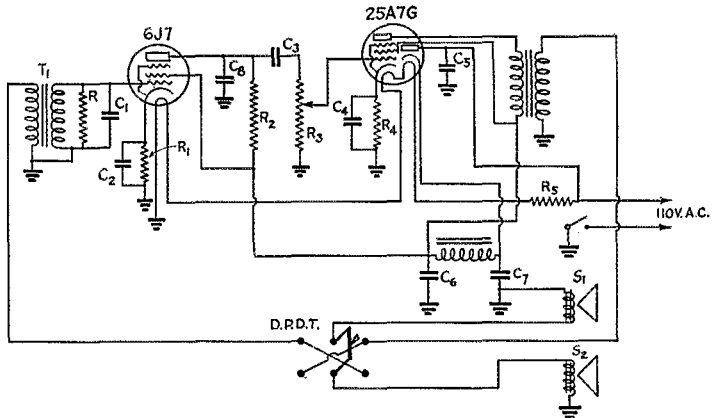 6J7
25A7G
T1
R
C1
C2
R1
C8
R2
C3
R3
C4
R4
C5
R5
110V. A.C.
C6
C7
S1
D.P.D.T.
S2